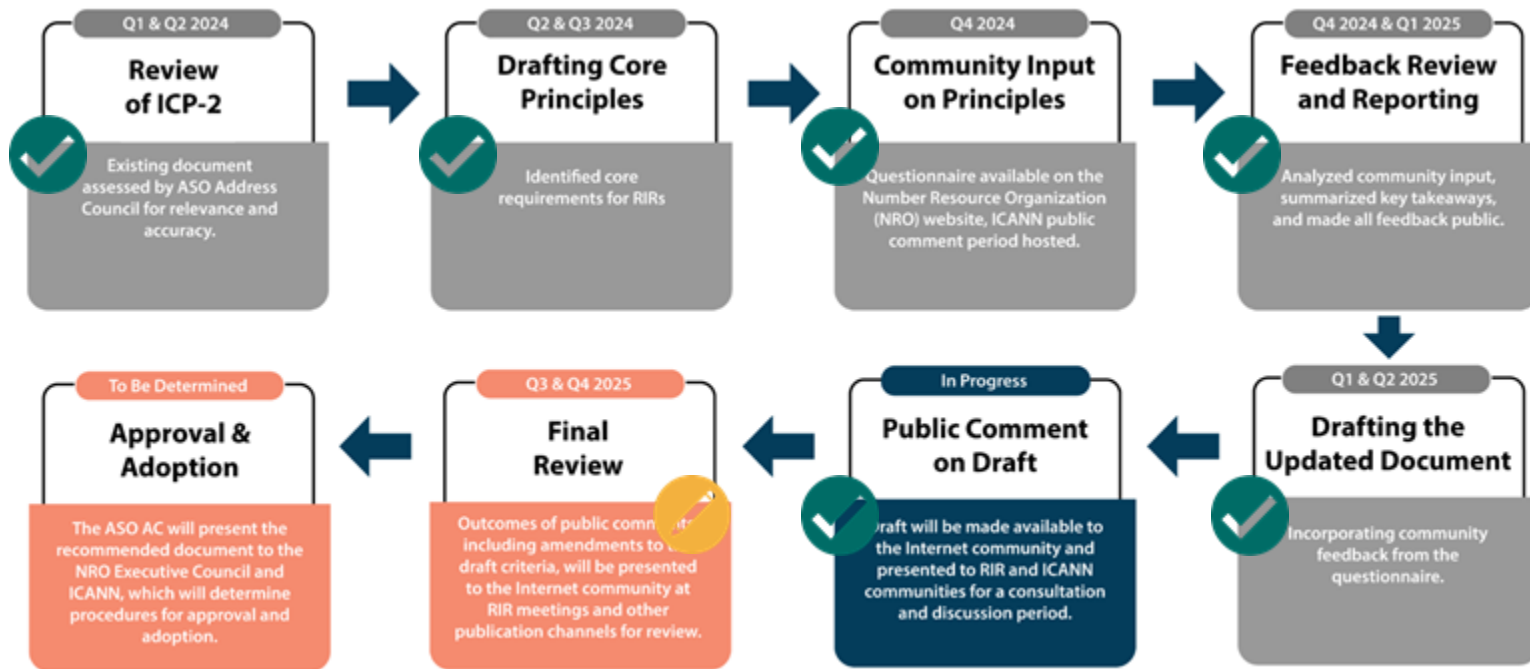 Q1 & Q2 2024
Review
of ICP-2
Existing document
assessed by ASO Address
Council for relevance and
accuracy.
Q2 & Q3 2024
Drafting Core
Principles
Identified core
requirements for RIRs
Q4 2024
Community Input
on Principles
Questionnaire available on the
Number Resource Organization
(NRO) website, ICANN public
comment period hosted.
Q4 2024 & Q1 2025
Feedback Review
and Reporting
Analyzed community input,
summarized key takeaways,
and made all feedback public.
Q1 & Q2 2025
Drafting the
Updated Document
Incorporating community
feedback from the
questionnaire.
In Progress
Public Comment
on Draft
Draft will be made available to
the Internet community and
presented to RIR and ICANN
communities for a consultation
and discussion period.
Q3 & Q4 2025
Final
Review
Outcomes of public comments
including amendments to
draft criteria, will be presented
to the Internet community at
RIR meetings and other
publication channels for review.
To Be Determined
Approval &
Adoption
The ASO AC will present the
recommended document to the
NRO Executive Council and
ICANN, which will determine
procedures for approval and
adoption.